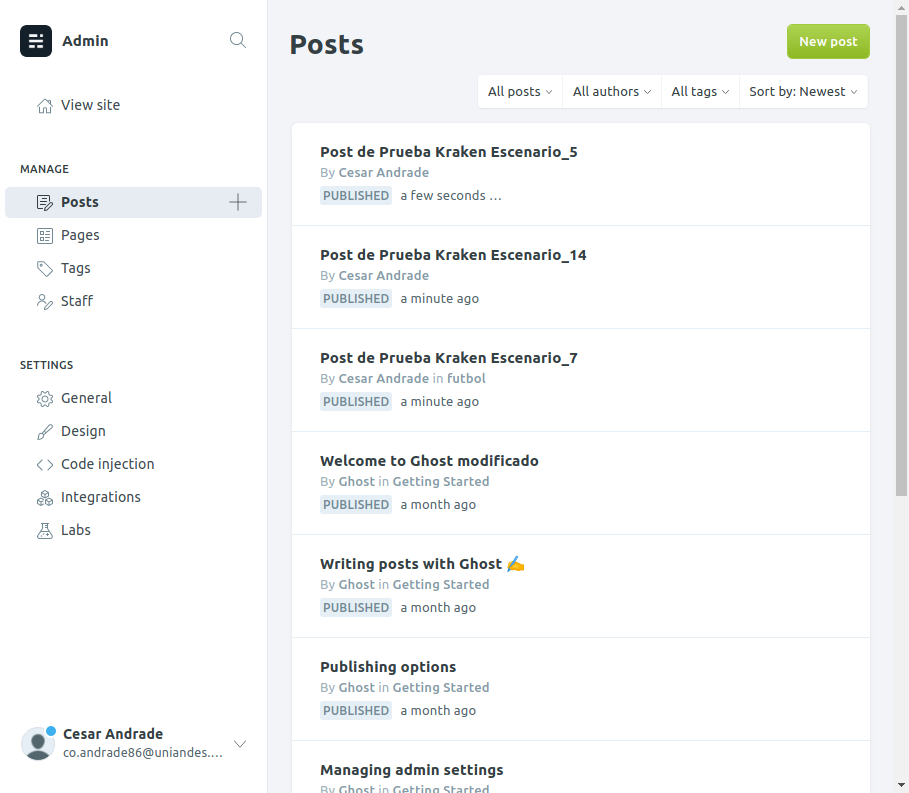 Admin
View site
MANAGE
Posts
Pages
Tags
Staff
SETTINGS
General
Design
Code injection
Integrations
Labs
Cesar Andrade
co.andrade86@uniandes....
Posts
New post
All posts
All authors
All tags
Sort by: Newest
Post de Prueba Kraken Escenario_5
By Cesar Andrade
PUBLISHED a few seconds ...
Post de Prueba Kraken Escenario_14
By Cesar Andrade
PUBLISHED a minute ago
Post de Prueba Kraken Escenario_7
By Cesar Andrade in futbol
PUBLISHED a minute ago
Welcome to Ghost modificado
By Ghost in Getting Started
PUBLISHED a month ago
Writing posts with Ghost ✍️
By Ghost in Getting Started
PUBLISHED a month ago
Publishing options
By Ghost in Getting Started
PUBLISHED a month ago
Managing admin settings
By Ghost in Getting Started